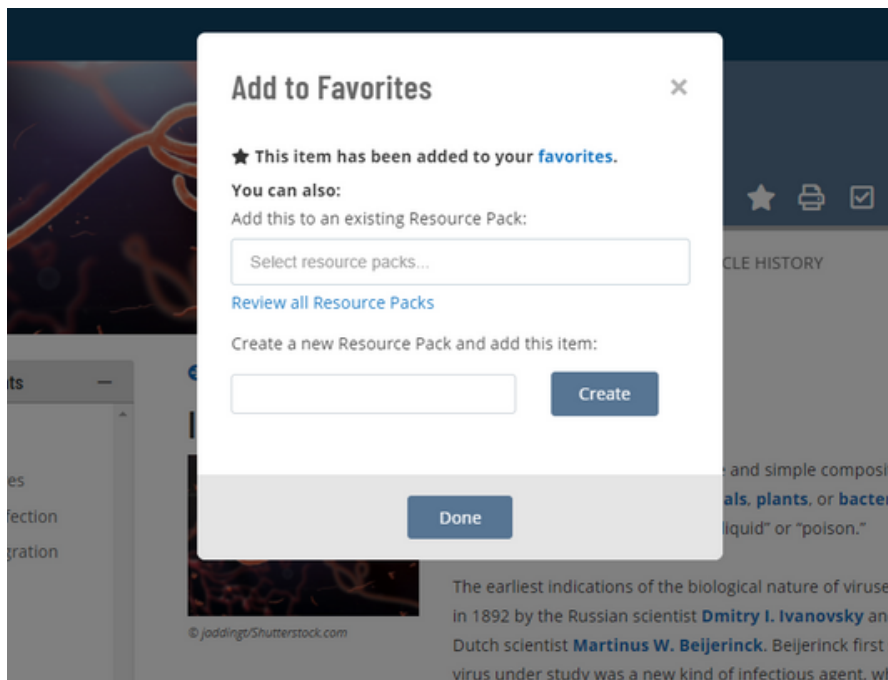 Add to Favorites
×
★ This item has been added to your favorites.
You can also:
Add this to an existing Resource Pack:
Select resource packs...
CLE HISTORY
Review all Resource Packs
Create a new Resource Pack and add this item:
Create
Done
nts
es
fection
gration
and simple composi
als, plants, or bacter
liquid” or “poison.”
The earliest indications of the biological nature of viruse
in 1892 by the Russian scientist Dmitry I. Ivanovsky an
Dutch scientist Martinus W. Beijerinck. Beijerinck first
virus under study was a new kind of infectious agent, wh
© jaddingt/Shutterstock.com